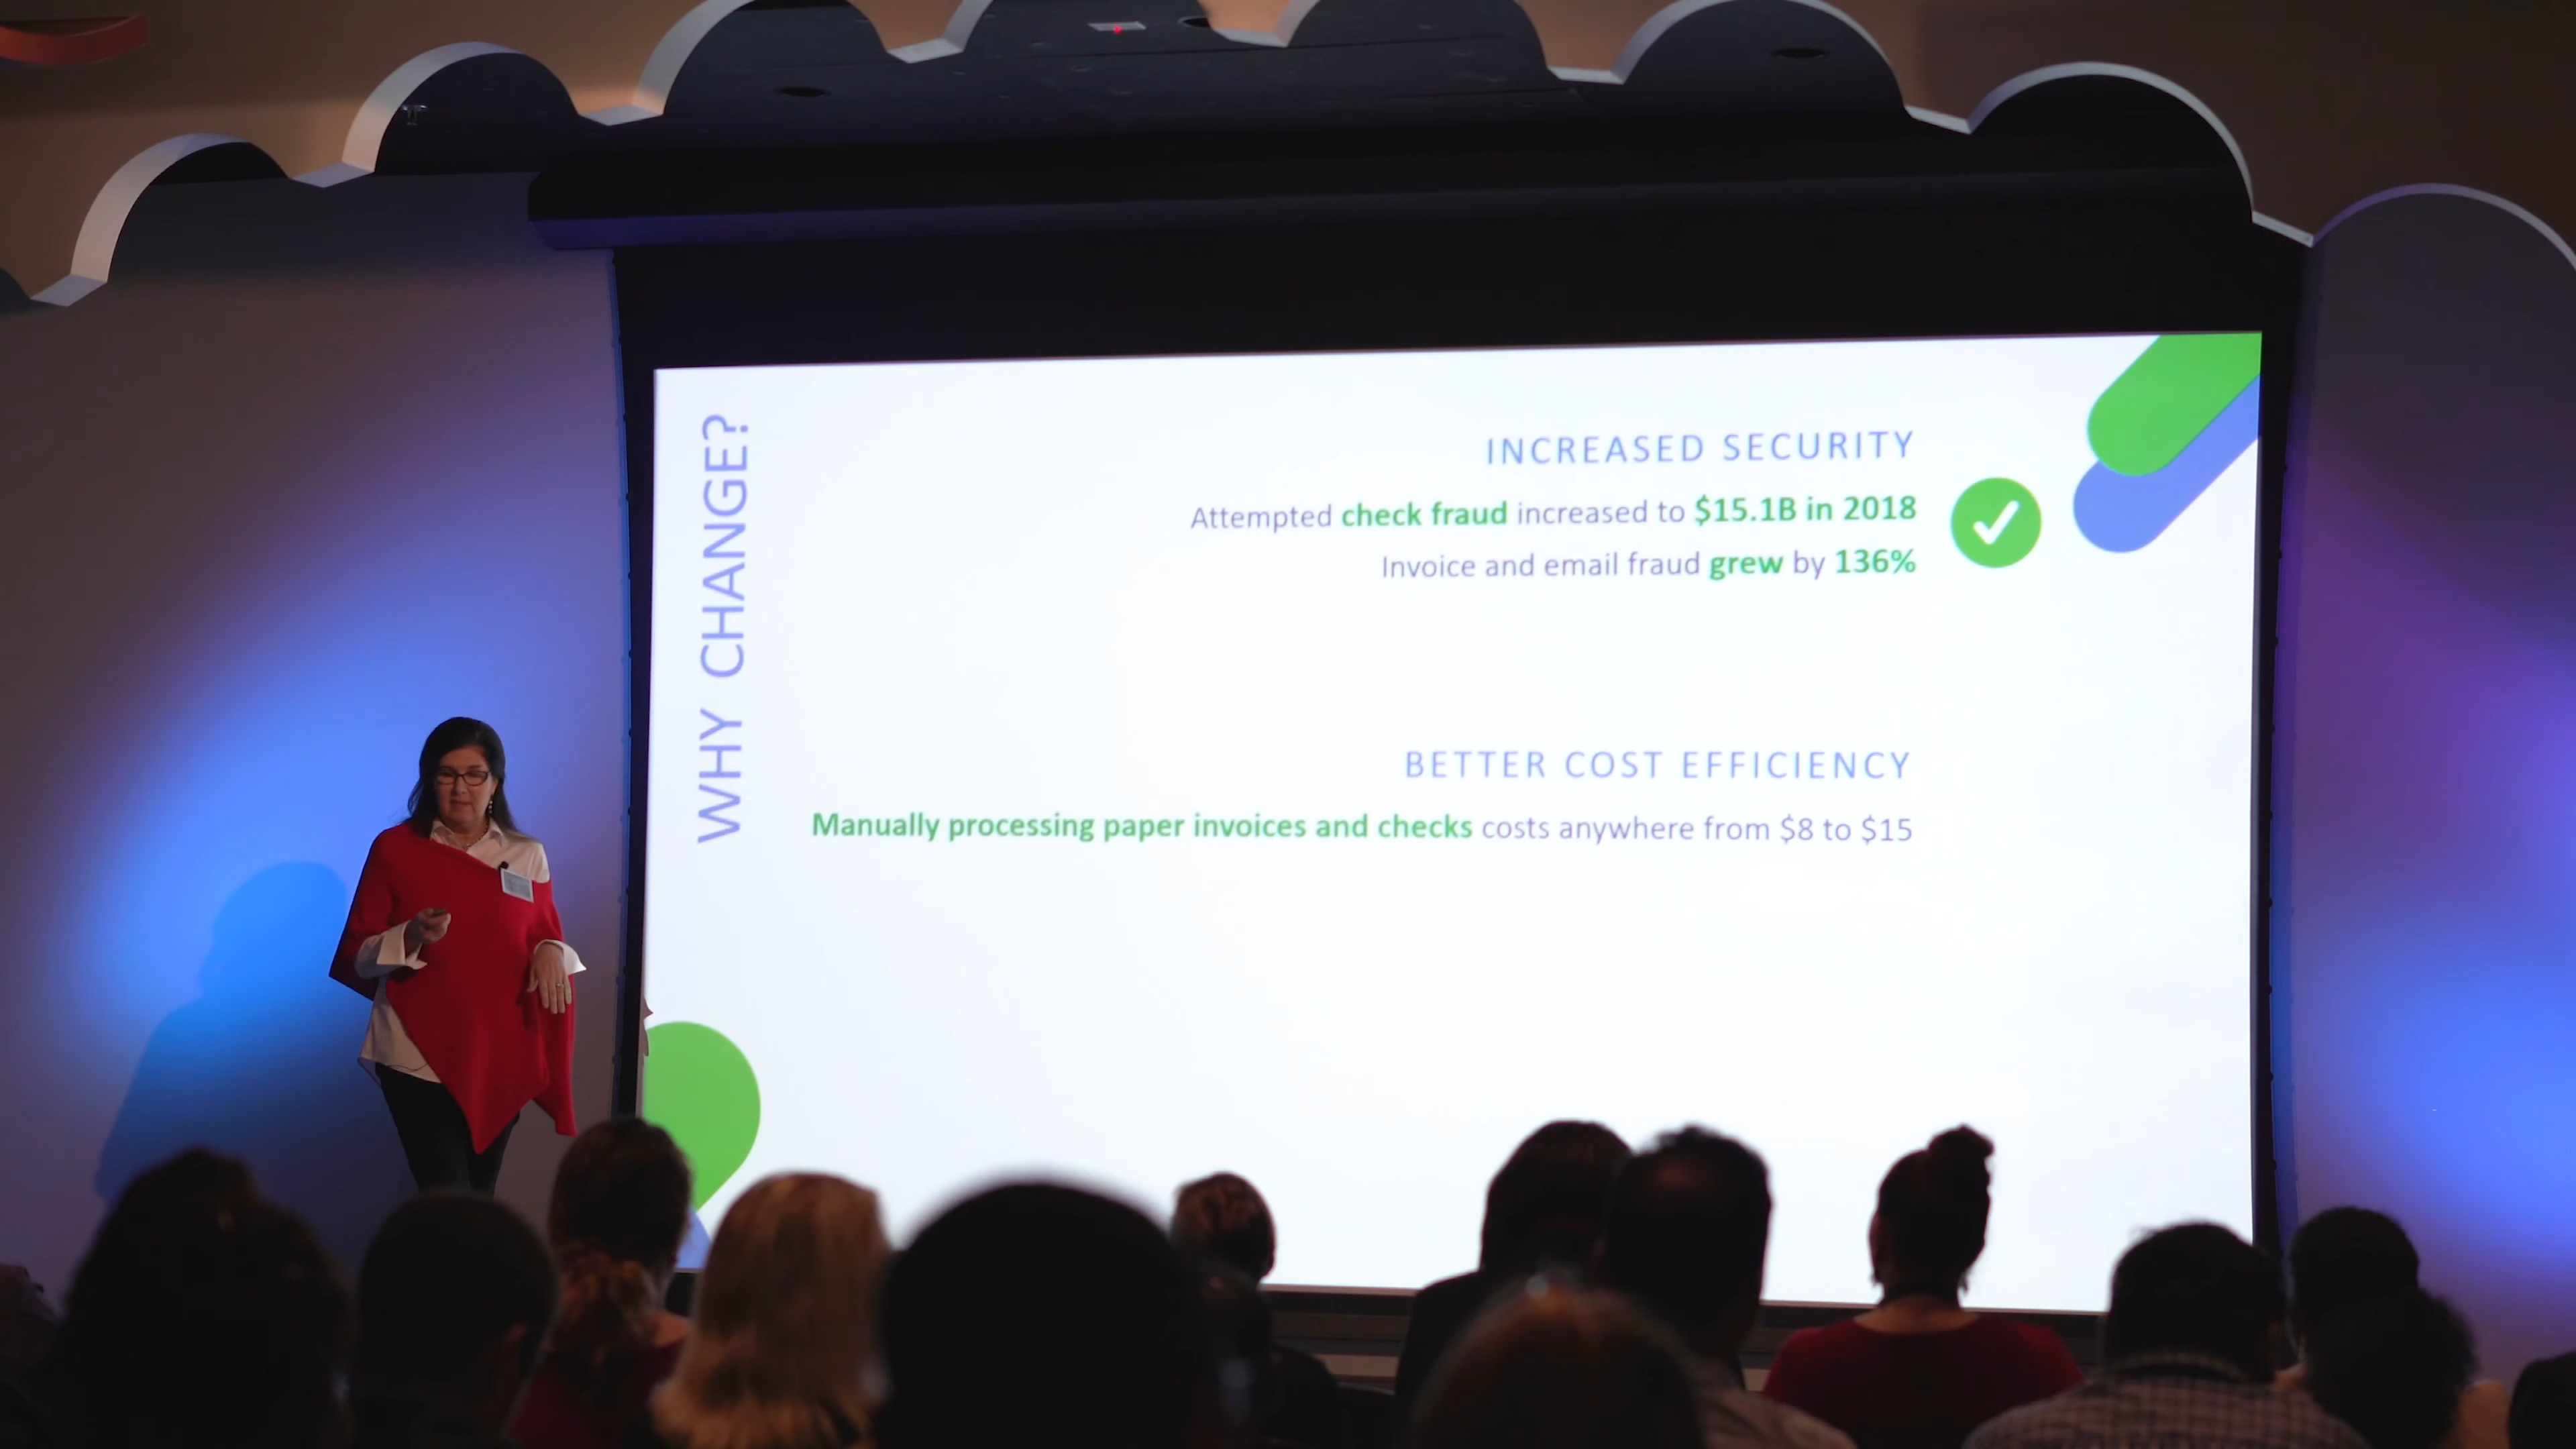 WHY CHANGE?
INCREASED SECURITY
Attempted check fraud increased to $15.1B in 2018
Invoice and email fraud grew by 136%
BETTER COST EFFICIENCY
Manually processing paper invoices and checks costs anywhere from $8 to $15